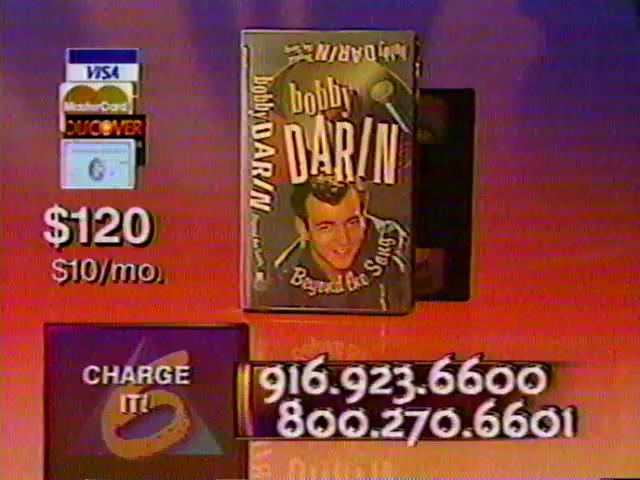 VISA
MasterCard
DISCOVER
$120
$10/mo.
Bobby DARIN
bobby DARIN
bobby
DARIN
Beyond the Song
CHARGE
IT!
6
916.923.6600
800.270.6601